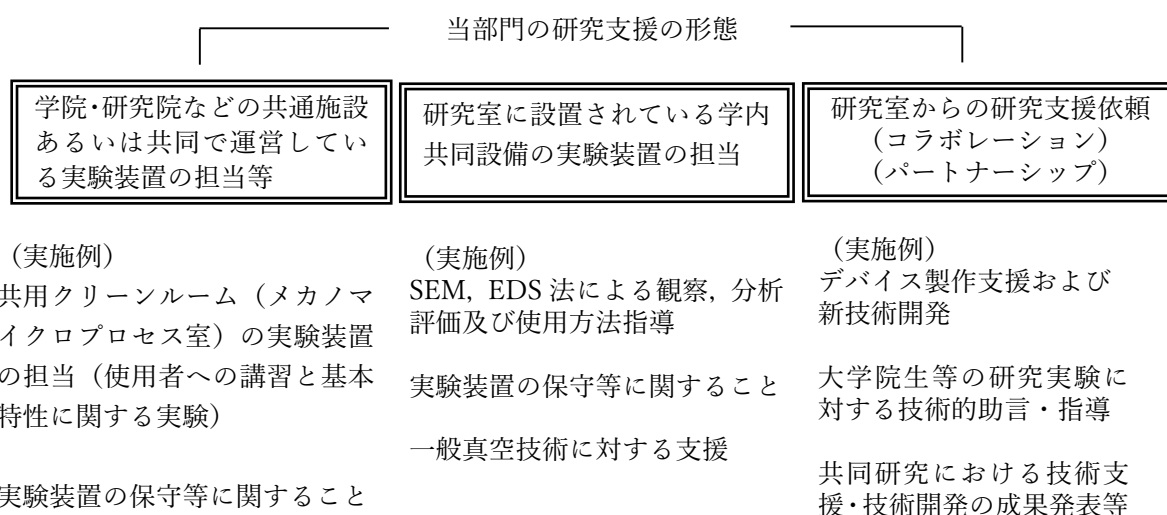 当部門の研究支援の形態
学院･研究院などの共通施設
あるいは共同で運営してい
る実験装置の担当等
研究室に設置されている学内
共同設備の実験装置の担当
研究室からの研究支援依頼
（コラボレーション）
（パートナーシップ）
（実施例）
共用クリーンルーム（メカノマ
イクロプロセス室）の実験装置
の担当（使用者への講習と基本
特性に関する実験）
実験装置の保守等に関すること
（実施例）
SEM, EDS 法による観察, 分析
評価及び使用方法指導
実験装置の保守等に関すること
一般真空技術に対する支援
（実施例）
デバイス製作支援および
新技術開発
大学院生等の研究実験に
対する技術的助言・指導
共同研究における技術支
援･技術開発の成果発表等